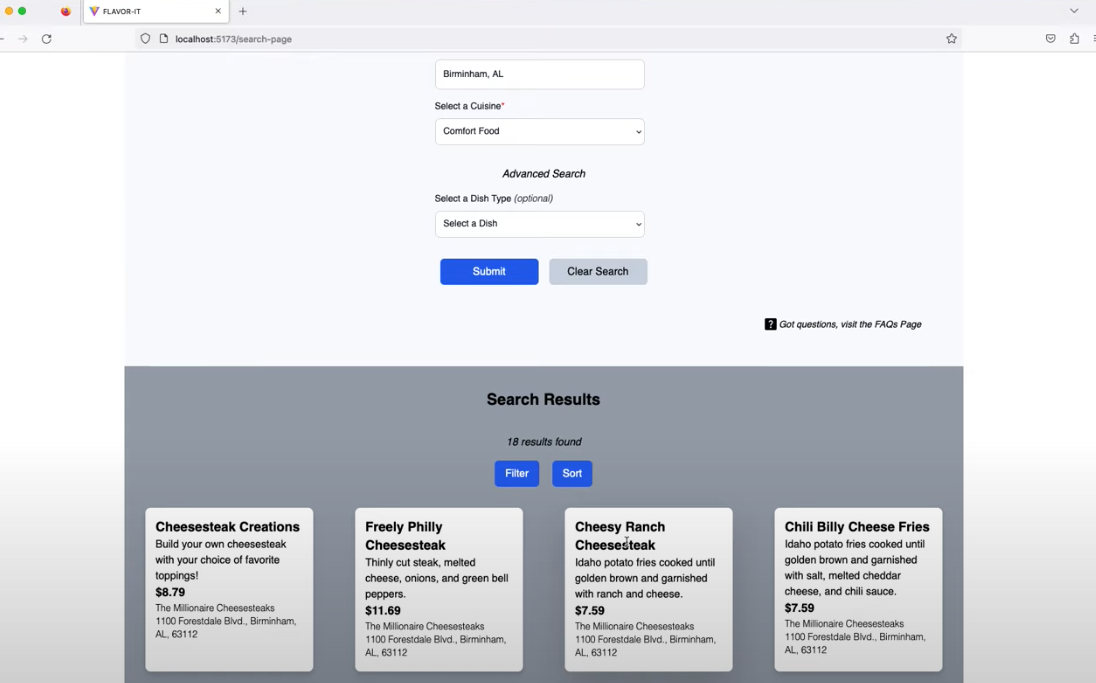 FLAVOR-IT
localhost:5173/search-page
Birminham, AL
Select a Cuisine*
Comfort Food
Advanced Search
Select a Dish Type (optional)
Select a Dish
Submit
Clear Search
? Got questions, visit the FAQs Page
Search Results
18 results found
Filter
Sort
Cheesesteak Creations
Build your own cheesesteak
with your choice of favorite
toppings!
$8.79
The Millionaire Cheesesteaks
1100 Forestdale Blvd., Birminham,
AL, 63112
Freely Philly
Cheesesteak
Thinly cut steak, melted
cheese, onions, and green bell
peppers.
$11.69
The Millionaire Cheesesteaks
1100 Forestdale Blvd., Birminham,
AL, 63112
Cheesy Ranch
Cheesesteak
Idaho potato fries cooked until
golden brown and garnished
with ranch and cheese.
$7.59
The Millionaire Cheesesteaks
1100 Forestdale Blvd., Birminham,
AL, 63112
Chili Billy Cheese Fries
Idaho potato fries cooked until
golden brown and garnished
with salt, melted cheddar
cheese, and chili sauce.
$7.59
The Millionaire Cheesesteaks
1100 Forestdale Blvd., Birminham,
AL, 63112